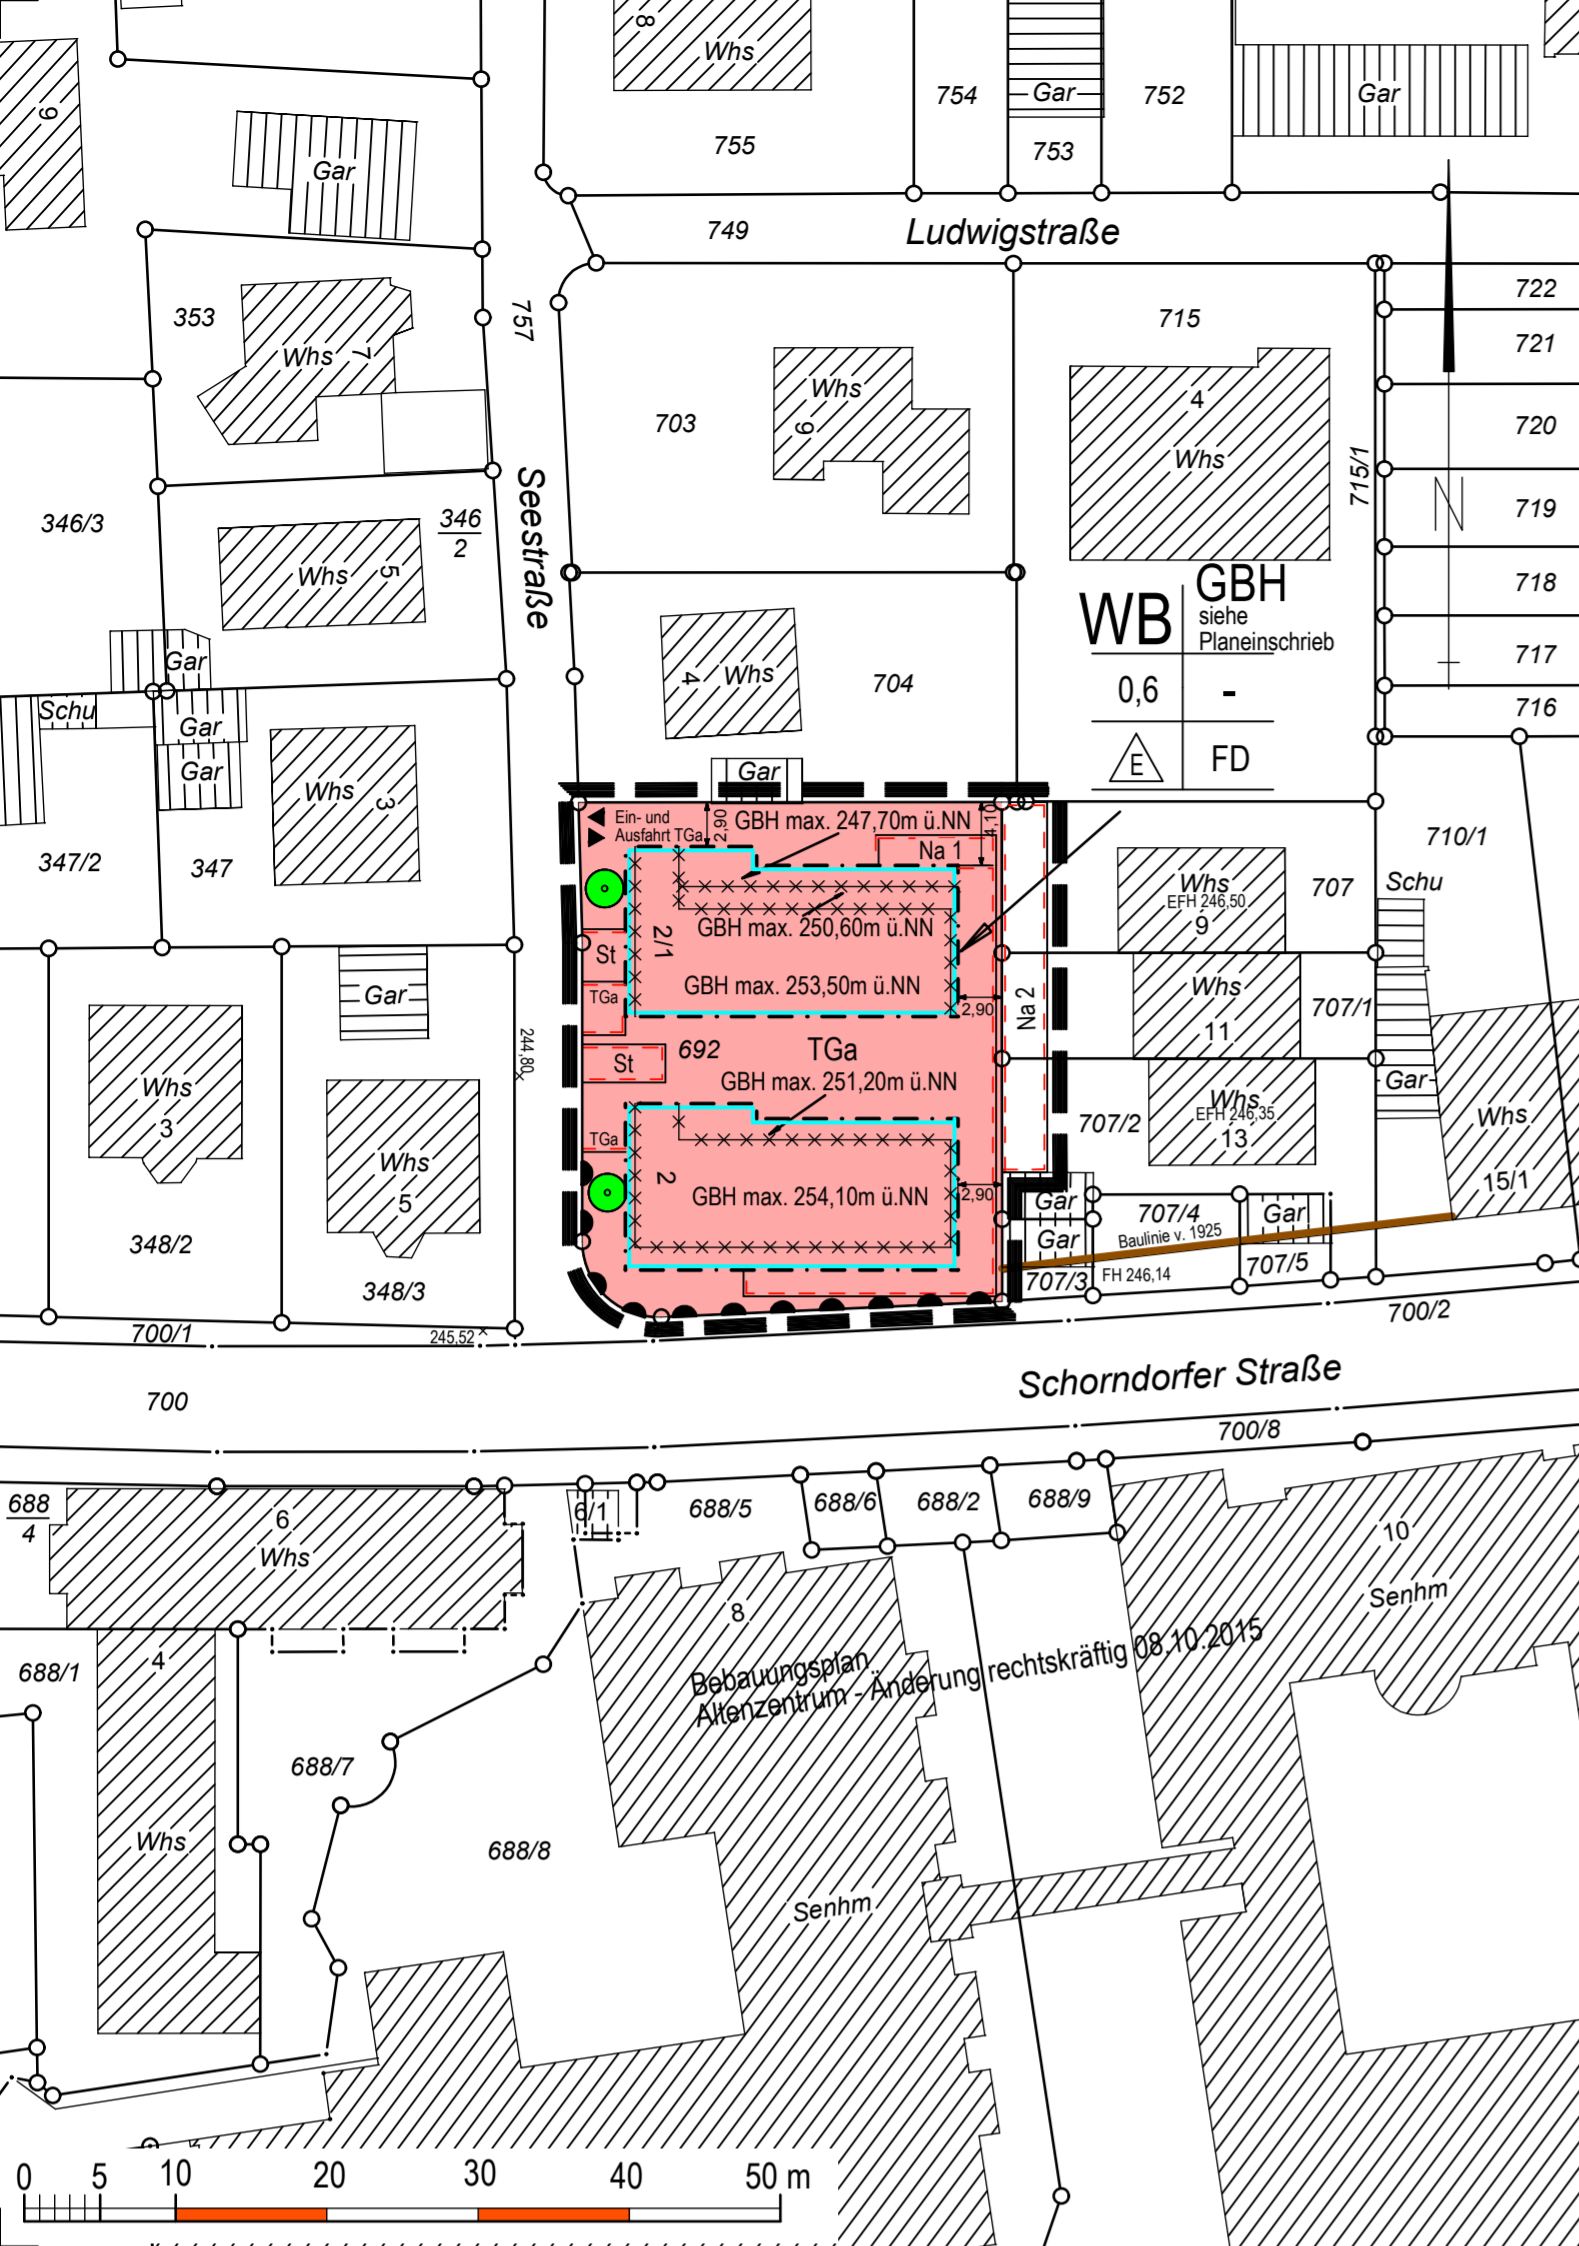 8
Whs
9
Gar
755
754
Gar
753
752
Gar
749
Ludwigstraße
353
Whs 7
757
703
Whs
9
715
4
Whs
715/1
722
721
720
719
718
717
716
N
346/3
346
2
Whs 5
Seestraße
Gar
Schu
Gar
Gar
347/2
347
Whs 3
4 Whs
704
Gar
WB
GBH
siehe
Planeinschrieb
0,6
-
E
FD
Ein- und
Ausfahrt TGa
2,90
GBH max. 247,70m ü.NN
4,10
Na 1
GBH max. 250,60m ü.NN
2/1
St
GBH max. 253,50m ü.NN
TGa
2,90
Na 2
692
TGa
St
GBH max. 251,20m ü.NN
TGa
2
GBH max. 254,10m ü.NN
2,90
710/1
Whs
EFH 246,50
9
707
Schu
Whs
11
707/1
Gar
Whs
EFH 246,35
13
707/2
Whs
15/1
Gar
Gar
707/4
Gar
Baulinie v. 1925
707/3
FH 246,14
707/5
Gar
Whs
3
Whs
5
348/2
348/3
244,80
245,52
700/1
700/2
700
Schorndorfer Straße
700/8
688
4
6
Whs
6/1
688/5
688/6
688/2
688/9
10
Senhm
8
Bebauungsplan
Altenzentrum - Änderung rechtskräftig 08.10.2015
688/1
4
Whs
688/7
688/8
Senhm
0 5 10 20 30 40 50 m